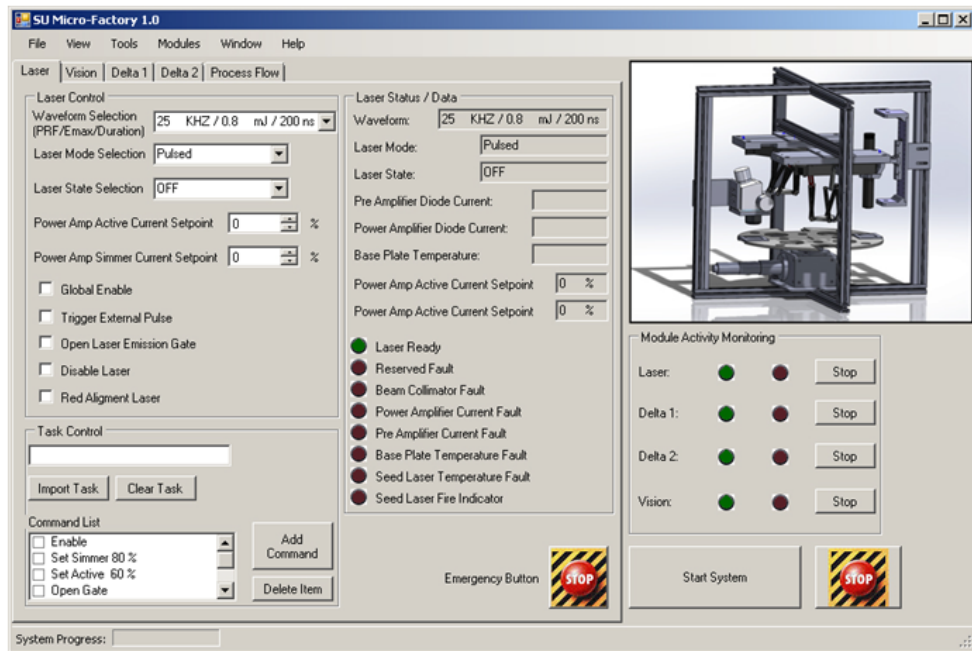 SU Micro-Factory 1.0
File View Tools Modules Window Help
Laser Vision Delta 1 Delta 2 Process Flow
Laser Control
Waveform Selection
(PRF/Emax/Duration)
25 KHZ / 0.8 mJ / 200 ns
Laser Mode Selection Pulsed
Laser State Selection OFF
Power Amp Active Current Setpoint 0 %
Power Amp Simmer Current Setpoint 0 %
Global Enable
Trigger External Pulse
Open Laser Emission Gate
Disable Laser
Red Aligment Laser
Task Control
Import Task Clear Task
Command List
Enable
Set Simmer 80 %
Set Active 60 %
Open Gate
Add
Command
Delete Item
Laser Status / Data
Waveform: 25 KHZ / 0.8 mJ / 200 ns
Laser Mode: Pulsed
Laser State: OFF
Pre Amplifier Diode Current:
Power Amplifier Diode Current:
Base Plate Temperature:
Power Amp Active Current Setpoint 0 %
Power Amp Active Current Setpoint 0 %
Laser Ready
Reserved Fault
Beam Collimator Fault
Power Amplifier Current Fault
Pre Amplifier Current Fault
Base Plate Temperature Fault
Seed Laser Temperature Fault
Seed Laser Fire Indicator
Emergency Button STOP
Module Activity Monitoring
Laser: Stop
Delta 1: Stop
Delta 2: Stop
Vision: Stop
Start System STOP
System Progress: